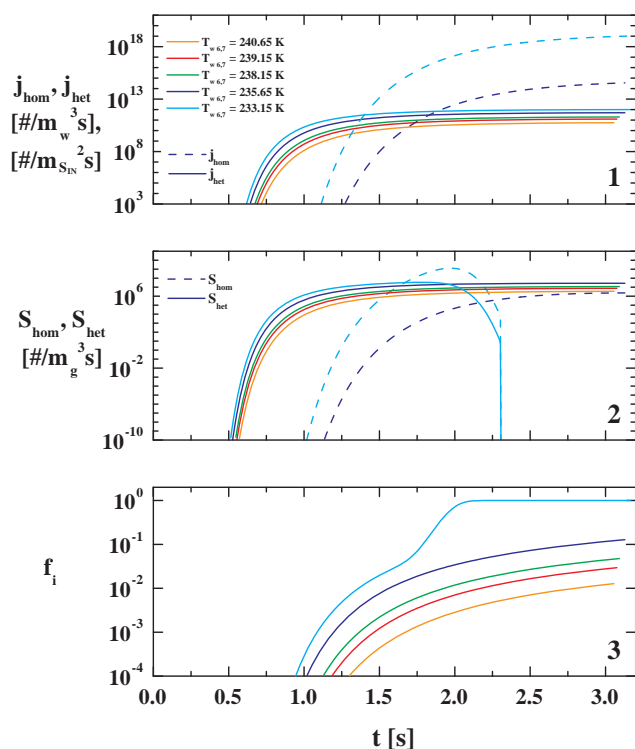 10^18
10^13
10^8
10^3
j_hom, j_het
[#/m_w^3 s],
[#/m_S_IN^2 s]
T_w 6,7 = 240.65 K
T_w 6,7 = 239.15 K
T_w 6,7 = 238.15 K
T_w 6,7 = 235.65 K
T_w 6,7 = 233.15 K
j_hom
j_het
1
10^6
10^-2
10^-10
S_hom, S_het
[#/m_g^3 s]
S_hom
S_het
2
10^0
10^-1
10^-2
10^-3
10^-4
f_i
3
0.0 0.5 1.0 1.5 2.0 2.5 3.0
t [s]